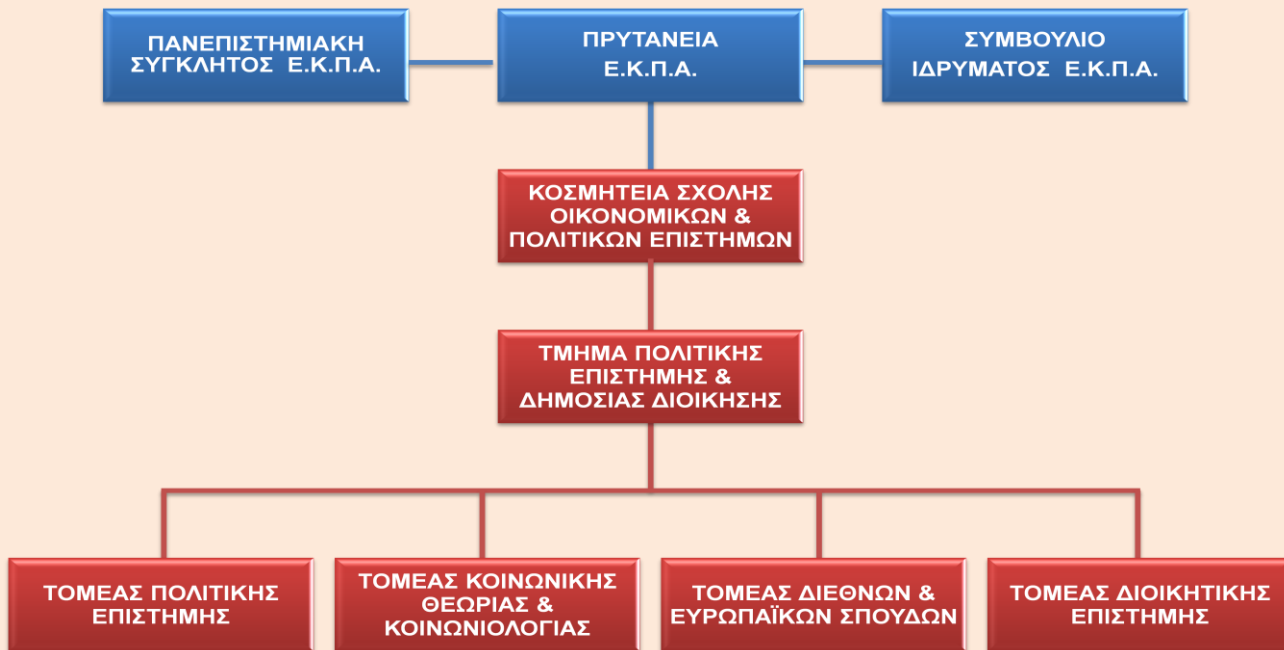 ΠΑΝΕΠΙΣΤΗΜΙΑΚΗ
ΣΥΓΚΛΗΤΟΣ Ε.Κ.Π.Α.
ΠΡΥΤΑΝΕΙΑ
Ε.Κ.Π.Α.
ΣΥΜΒΟΥΛΙΟ
ΙΔΡΥΜΑΤΟΣ Ε.Κ.Π.Α.
ΚΟΣΜΗΤΕΙΑ ΣΧΟΛΗΣ
ΟΙΚΟΝΟΜΙΚΩΝ &
ΠΟΛΙΤΙΚΩΝ ΕΠΙΣΤΗΜΩΝ
ΤΜΗΜΑ ΠΟΛΙΤΙΚΗΣ
ΕΠΙΣΤΗΜΗΣ &
ΔΗΜΟΣΙΑΣ ΔΙΟΙΚΗΣΗΣ
ΤΟΜΕΑΣ ΠΟΛΙΤΙΚΗΣ
ΕΠΙΣΤΗΜΗΣ
ΤΟΜΕΑΣ ΚΟΙΝΩΝΙΚΗΣ
ΘΕΩΡΙΑΣ &
ΚΟΙΝΩΝΙΟΛΟΓΙΑΣ
ΤΟΜΕΑΣ ΔΙΕΘΝΩΝ &
ΕΥΡΩΠΑΪΚΩΝ ΣΠΟΥΔΩΝ
ΤΟΜΕΑΣ ΔΙΟΙΚΗΤΙΚΗΣ
ΕΠΙΣΤΗΜΗΣ